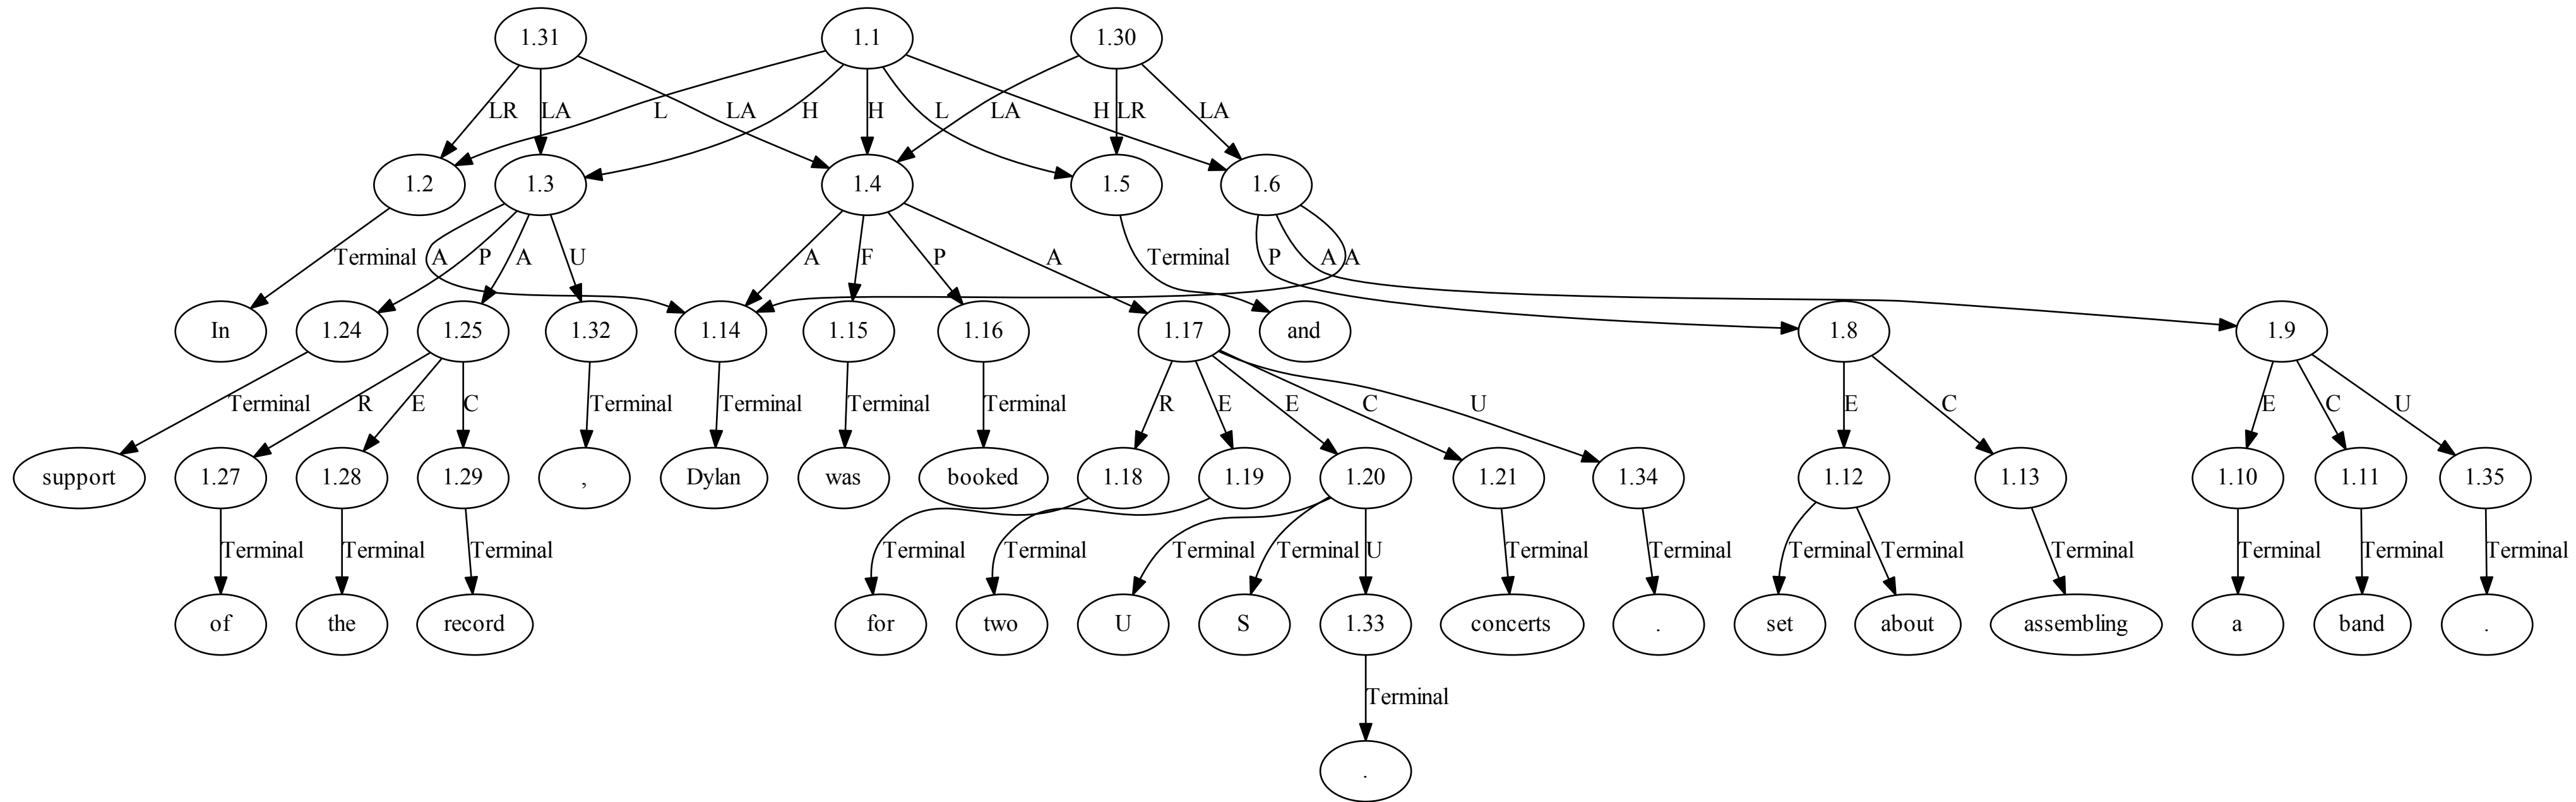 1.31 1.1 1.30
LR LA LA L H H L H LA LR LA
1.2 1.3 1.4 1.5 1.6
Terminal A P A U A F P A Terminal P A A
In 1.24 1.25 1.32 1.14 1.15 1.16 1.17 and 1.8 1.9
Terminal R E C Terminal Terminal Terminal Terminal R E E C U E C E C U
support 1.27 1.28 1.29 , Dylan was booked 1.18 1.19 1.20 1.21 1.34 1.12 1.13 1.10 1.11 1.35
Terminal Terminal Terminal Terminal Terminal Terminal Terminal U Terminal Terminal Terminal Terminal Terminal Terminal Terminal Terminal
of the record for two U S 1.33 concerts . set about assembling a band .
Terminal
.